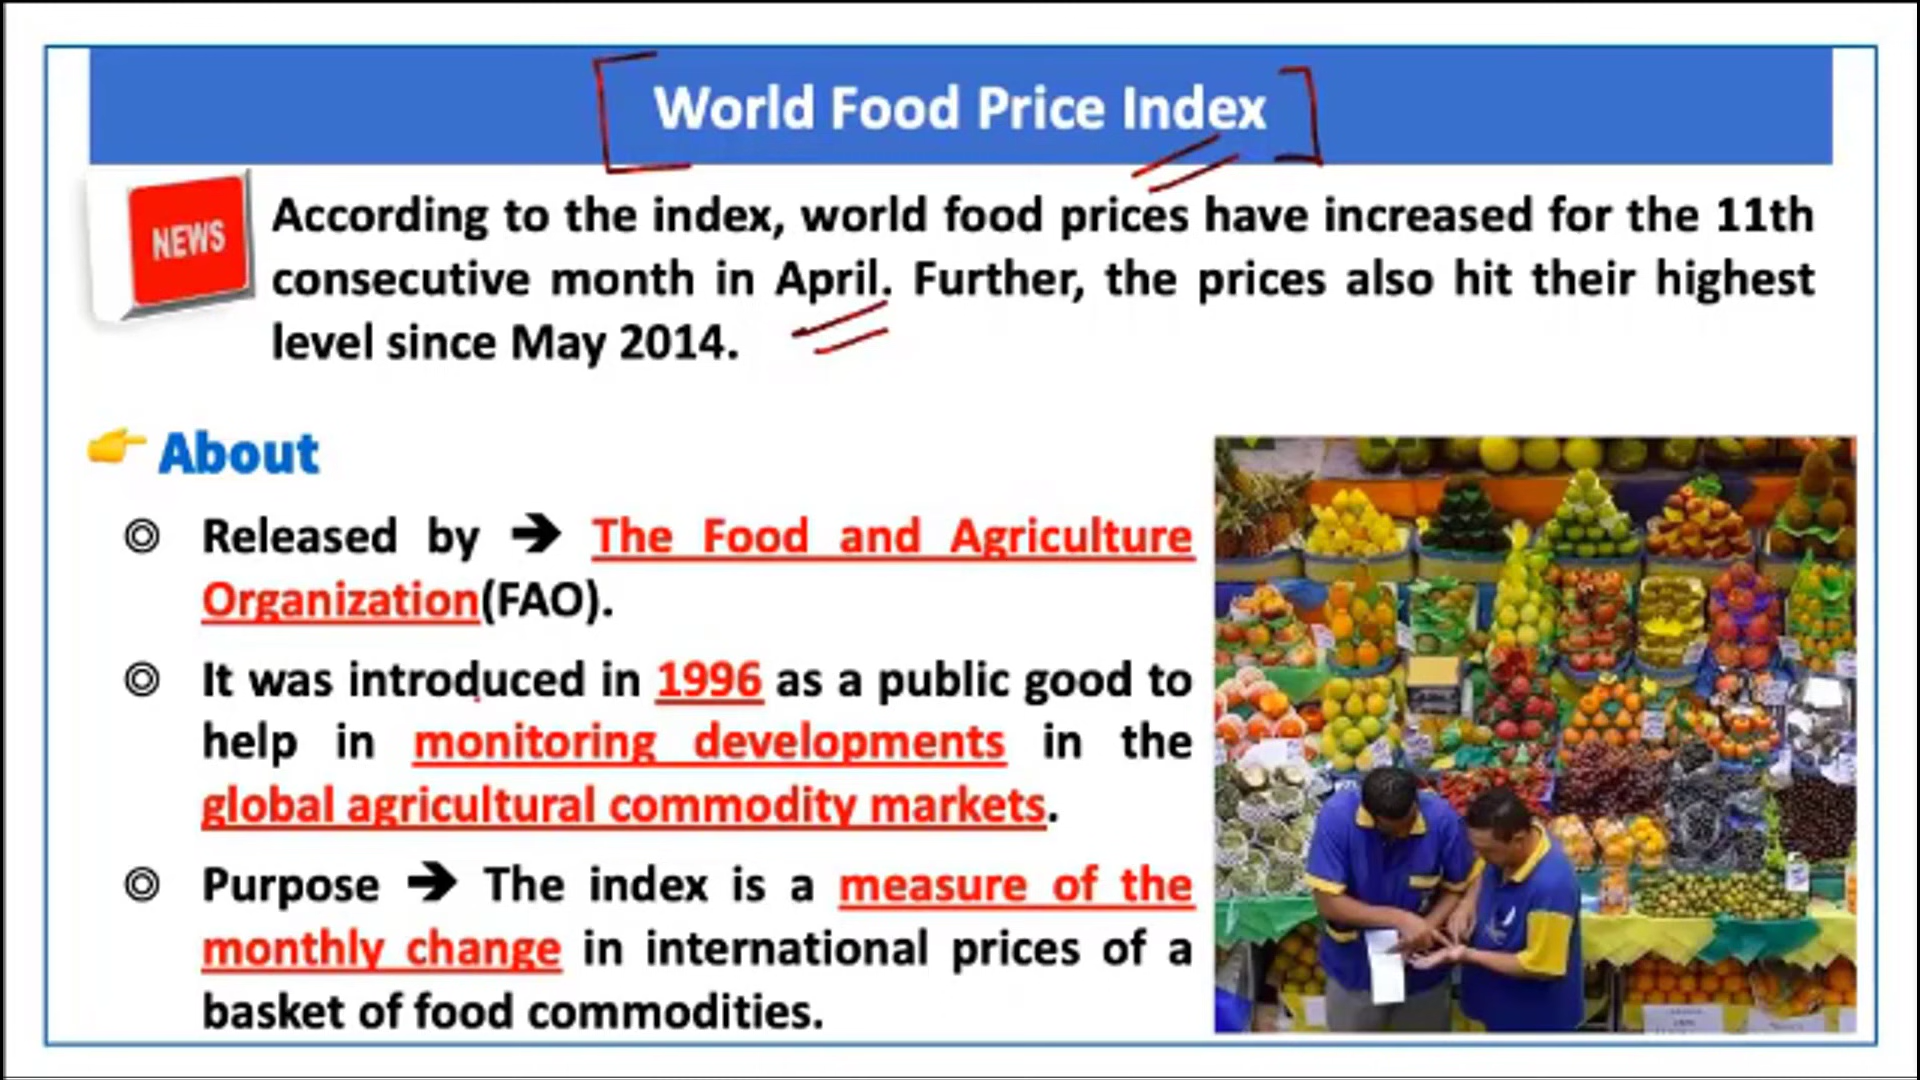 World Food Price Index
NEWS
According to the index, world food prices have increased for the 11th
consecutive month in April. Further, the prices also hit their highest
level since May 2014.
About
Released by ➔ The Food and Agriculture
Organization(FAO).
It was introduced in 1996 as a public good to
help in monitoring developments in the
global agricultural commodity markets.
Purpose ➔ The index is a measure of the
monthly change in international prices of a
basket of food commodities.